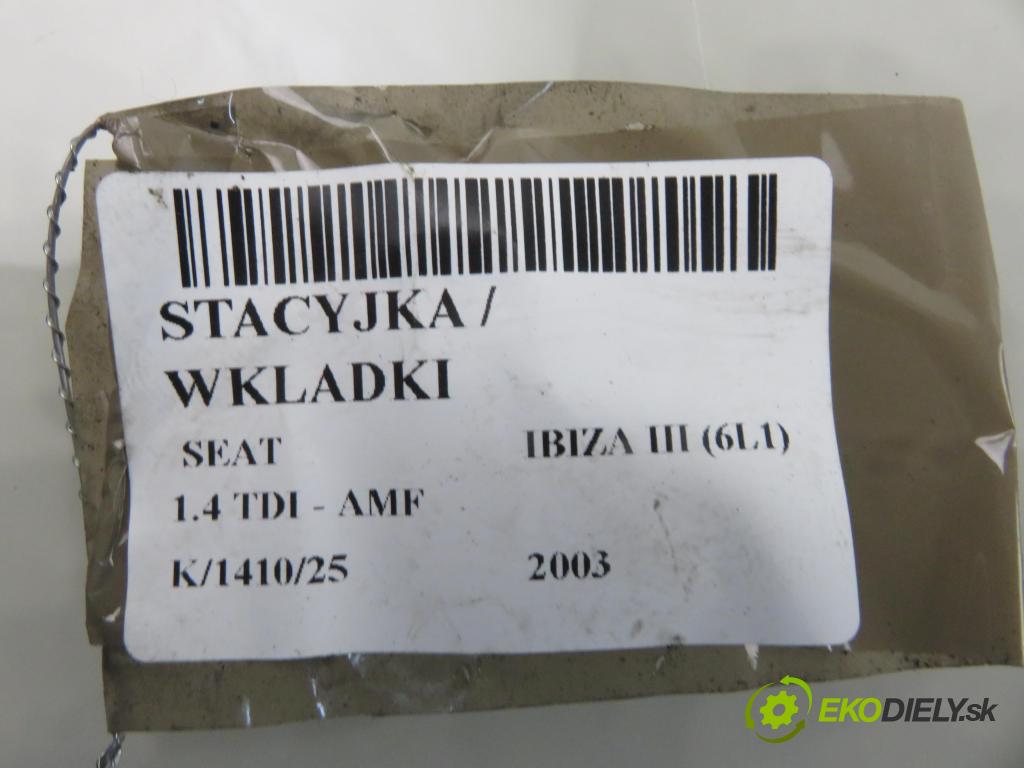 STACYJKA /
WKLADKI
SEAT IBIZA III (6L1)
1.4 TDI - AMF
K/1410/25 2003
EKODIELY.sk